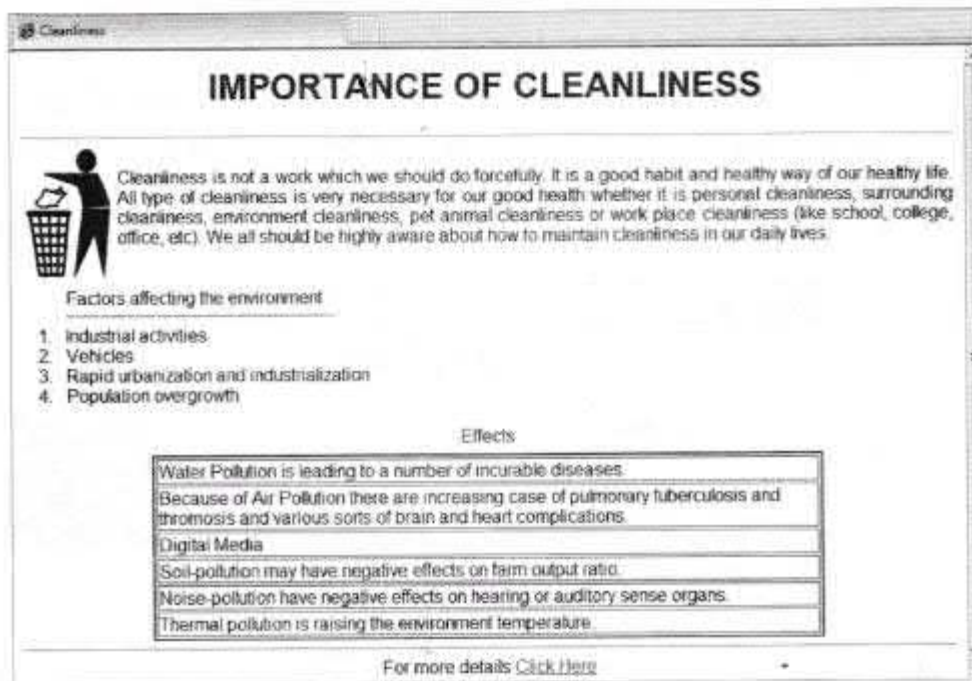 Cleanliness
IMPORTANCE OF CLEANLINESS
Cleanliness is not a work which we should do forcefully. It is a good habit and healthy way of our healthy life.
All type of cleanliness is very necessary for our good health whether it is personal cleanliness, surrounding
cleanliness, environment cleanliness, pet animal cleanliness or work place cleanliness (like school, college,
office, etc). We all should be highly aware about how to maintain cleanliness in our daily lives.
Factors affecting the environment
1. Industrial activities
2. Vehicles
3. Rapid urbanization and industrialization
4. Population overgrowth
Effects
Water Pollution is leading to a number of incurable diseases.
Because of Air Pollution there are increasing case of pulmonary tuberculosis and
thromosis and various sorts of brain and heart complications.
Digital Media
Soil-pollution may have negative effects on farm output ratio.
Noise-pollution have negative effects on hearing or auditory sense organs.
Thermal pollution is raising the environment temperature.
For more details Click Here